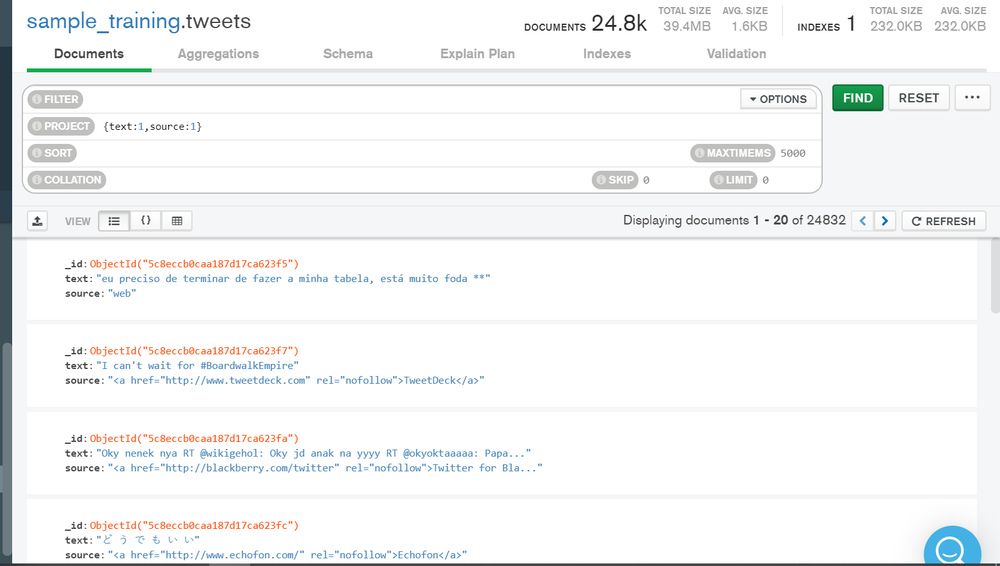 sample_training.tweets
DOCUMENTS 24.8k TOTAL SIZE 39.4MB AVG. SIZE 1.6KB INDEXES 1 TOTAL SIZE 232.0KB AVG. SIZE 232.0KB
Documents Aggregations Schema Explain Plan Indexes Validation
FILTER OPTIONS FIND RESET ...
PROJECT {text:1,source:1}
SORT MAXTIMEMS 5000
COLLATION SKIP 0 LIMIT 0
VIEW {} Displaying documents 1 - 20 of 24832 REFRESH
_id: ObjectId("5c8eccb0caa187d17ca623f5")
text: "eu preciso de terminar de fazer a minha tabela, está muito foda **"
source: "web"
_id: ObjectId("5c8eccb0caa187d17ca623f7")
text: "I can't wait for #BoardwalkEmpire"
source: "<a href="http://www.tweetdeck.com" rel="nofollow">TweetDeck</a>"
_id: ObjectId("5c8eccb0caa187d17ca623fa")
text: "Oky nenek nya RT @wikigehol: Oky jd anak na yyyy RT @okyoktaaaaa: Papa..."
source: "<a href="http://blackberry.com/twitter" rel="nofollow">Twitter for Bla..."
_id: ObjectId("5c8eccb0caa187d17ca623fc")
text: "ど う で も い い"
source: "<a href="http://www.echofon.com/" rel="nofollow">Echofon</a>"